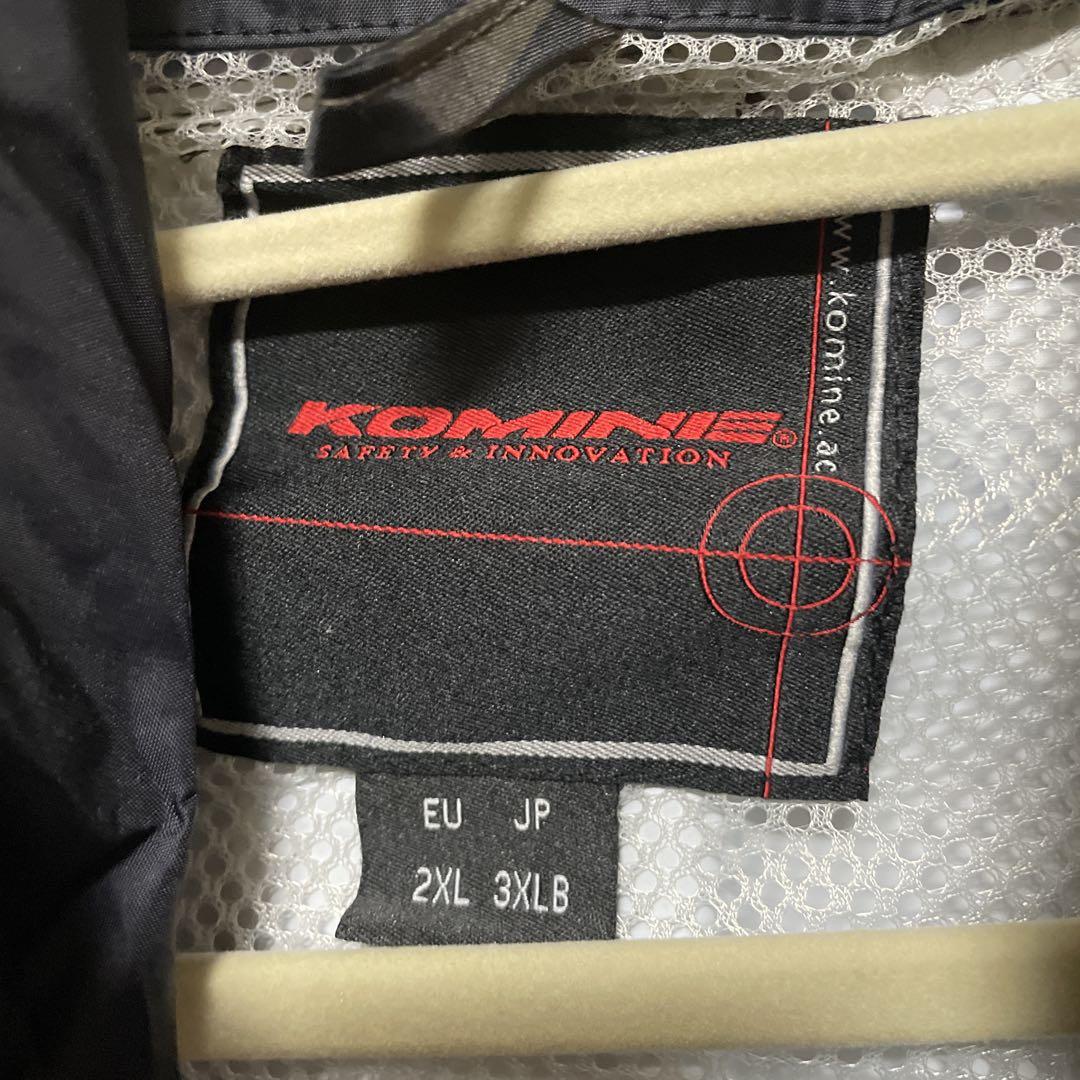 KOMINE®
SAFETY & INNOVATION
www.komine.ac
EU JP
2XL 3XLB